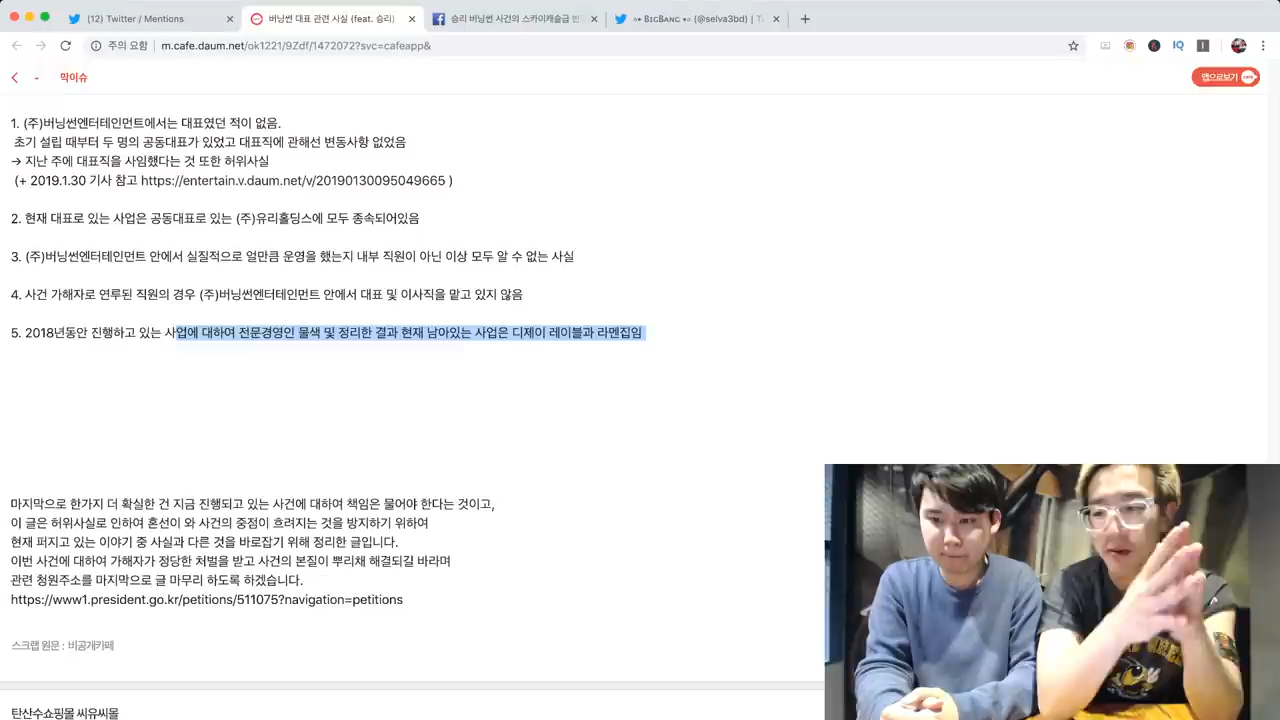 (12) Twitter / Mentions
버닝썬 대표 관련 사실 (feat. 승리)
승리 버닝썬 사건의 스카이캐슬급 반
»• BɪɢBᴀɴɢ •« (@selva3bd) | T
주의 요함
m.cafe.daum.net/ok1221/9Zdf/1472072?svc=cafeapp&
IQ
막이슈
앱으로보기
1. (주)버닝썬엔터테인먼트에서는 대표였던 적이 없음.
초기 설립 때부터 두 명의 공동대표가 있었고 대표직에 관해선 변동사항 없었음
→ 지난 주에 대표직을 사임했다는 것 또한 허위사실
(+ 2019.1.30 기사 참고 https://entertain.v.daum.net/v/20190130095049665 )
2. 현재 대표로 있는 사업은 공동대표로 있는 (주)유리홀딩스에 모두 종속되어있음
3. (주)버닝썬엔터테인먼트 안에서 실질적으로 얼만큼 운영을 했는지 내부 직원이 아닌 이상 모두 알 수 없는 사실
4. 사건 가해자로 연루된 직원의 경우 (주)버닝썬엔터테인먼트 안에서 대표 및 이사직을 맡고 있지 않음
5. 2018년동안 진행하고 있는 사업에 대하여 전문경영인 물색 및 정리한 결과 현재 남아있는 사업은 디제이 레이블과 라멘집임
마지막으로 한가지 더 확실한 건 지금 진행되고 있는 사건에 대하여 책임은 물어야 한다는 것이고,
이 글은 허위사실로 인하여 혼선이 와 사건의 중점이 흐려지는 것을 방지하기 위하여
현재 퍼지고 있는 이야기 중 사실과 다른 것을 바로잡기 위해 정리한 글입니다.
이번 사건에 대하여 가해자가 정당한 처벌을 받고 사건의 본질이 뿌리채 해결되길 바라며
관련 청원주소를 마지막으로 글 마무리 하도록 하겠습니다.
https://www1.president.go.kr/petitions/511075?navigation=petitions
스크랩 원문 : 비공개카페
탄산수쇼핑몰 씨유씨몰